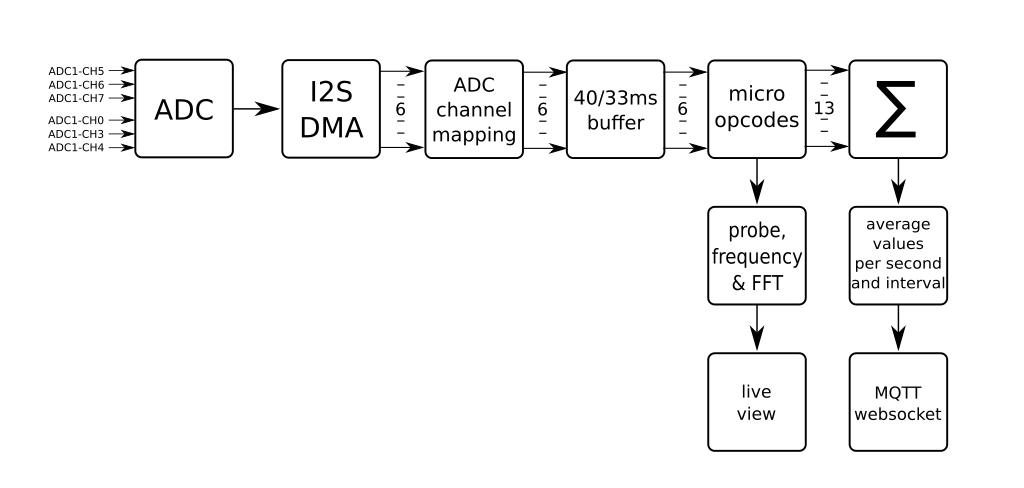 ADC1-CH5
ADC1-CH6
ADC1-CH7
ADC1-CH0
ADC1-CH3
ADC1-CH4
ADC
I2S
DMA
6
ADC
channel
mapping
6
40/33ms
buffer
6
micro
opcodes
13
Σ
probe,
frequency
& FFT
average
values
per second
and interval
live
view
MQTT
websocket